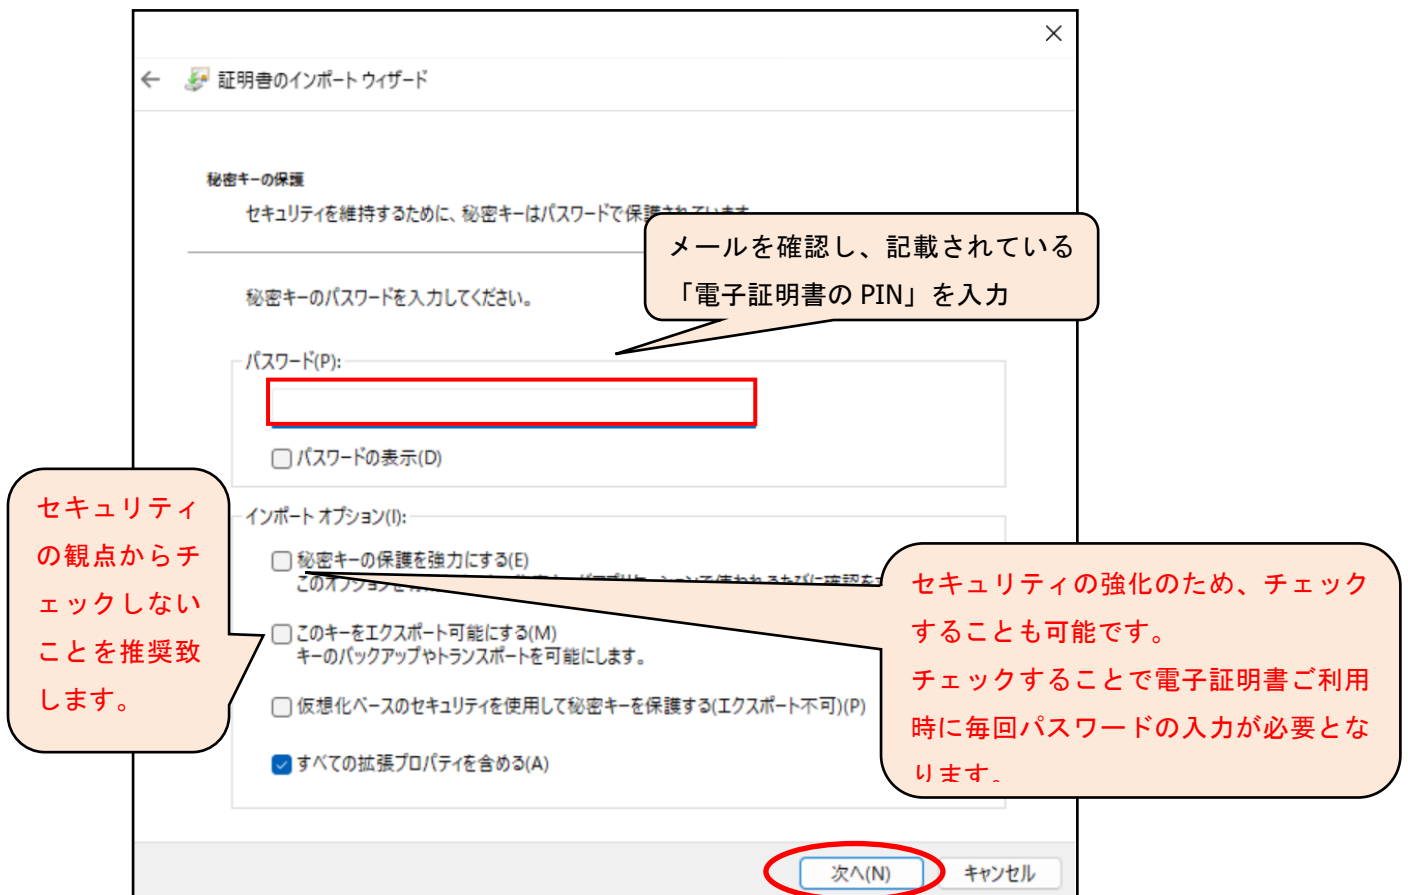 証明書のインポート ウィザード
秘密キーの保護
セキュリティを維持するために、秘密キーはパスワードで保護されています。
メールを確認し、記載されている
「電子証明書の PIN」を入力
秘密キーのパスワードを入力してください。
パスワード(P):
パスワードの表示(D)
セキュリティ
の観点からチ
ェックしない
ことを推奨致
します。
インポート オプション(I):
秘密キーの保護を強力にする(E)
このオプションを
このキーをエクスポート可能にする(M)
キーのバックアップやトランスポートを可能にします。
仮想化ベースのセキュリティを使用して秘密キーを保護する(エクスポート不可)(P)
すべての拡張プロパティを含める(A)
セキュリティの強化のため、チェック
することも可能です。
チェックすることで電子証明書ご利用
時に毎回パスワードの入力が必要とな
ります。
次へ(N)
キャンセル